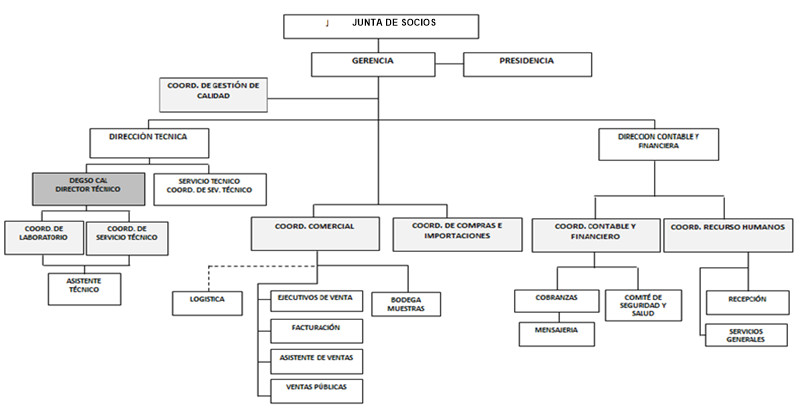 JUNTA DE SOCIOS
GERENCIA
PRESIDENCIA
COORD. DE GESTIÓN DE
CALIDAD
DIRECCIÓN TECNICA
DIRECCION CONTABLE Y
FINANCIERA
DEGSO CAL
DIRECTOR TÉCNICO
SERVICIO TECNICO
COORD. DE SEV. TÉCNICO
COORD. DE
LABORATORIO
COORD. DE
SERVICIO TÉCNICO
ASISTENTE
TÉCNICO
COORD. COMERCIAL
COORD. DE COMPRAS E
IMPORTACIONES
COORD. CONTABLE Y
FINANCIERO
COORD. RECURSO HUMANOS
LOGISTICA
EJECUTIVOS DE VENTA
FACTURACIÓN
ASISTENTE DE VENTAS
VENTAS PÚBLICAS
BODEGA
MUESTRAS
COBRANZAS
MENSAJERIA
COMITÉ DE
SEGURIDAD Y
SALUD
RECEPCIÓN
SERVICIOS
GENERALES